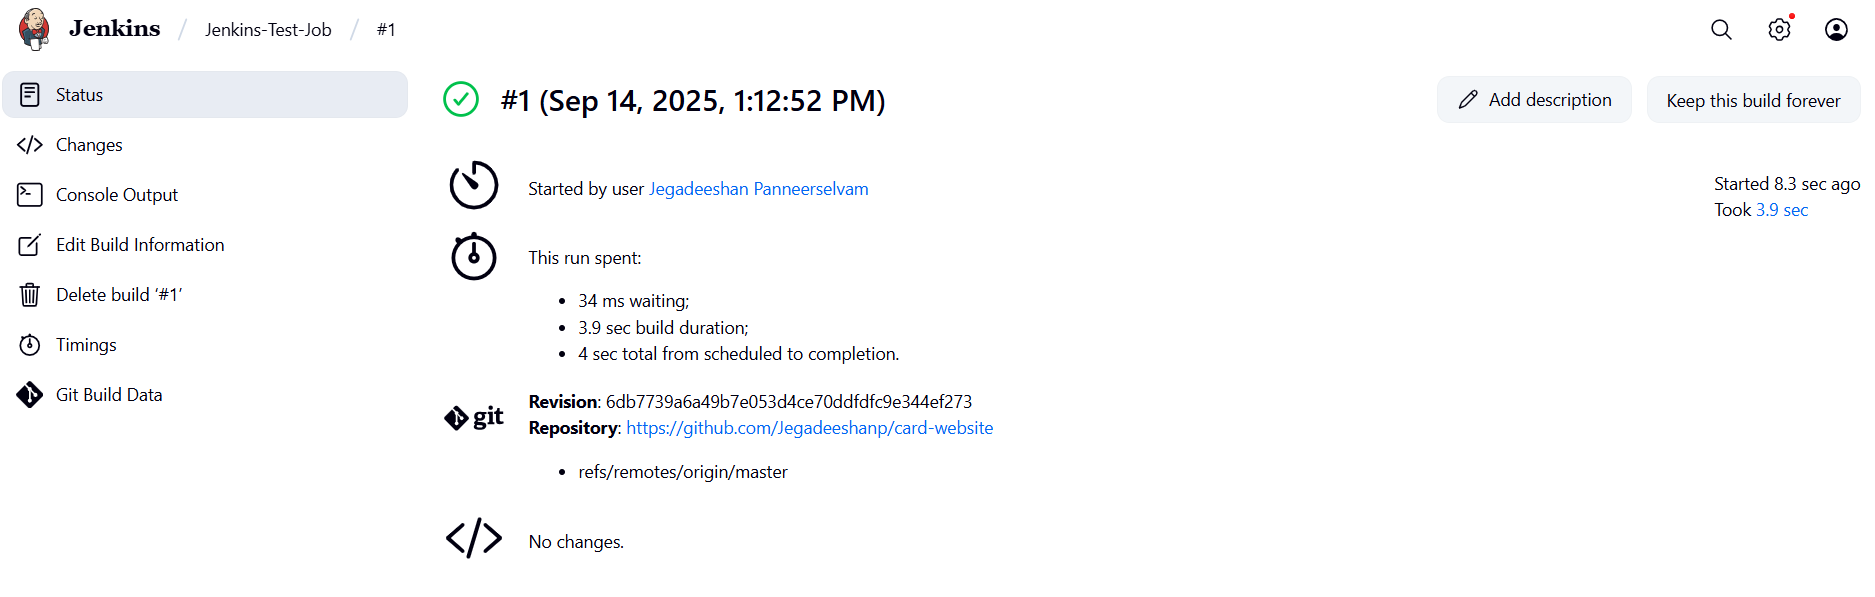 Jenkins / Jenkins-Test-Job / #1
Status
Changes
Console Output
Edit Build Information
Delete build ‘#1’
Timings
Git Build Data
#1 (Sep 14, 2025, 1:12:52 PM)
Add description
Keep this build forever
Started by user Jegadeeshan Panneerselvam
Started 8.3 sec ago
Took 3.9 sec
This run spent:
• 34 ms waiting;
• 3.9 sec build duration;
• 4 sec total from scheduled to completion.
git
Revision: 6db7739a6a49b7e053d4ce70ddfdfc9e344ef273
Repository: https://github.com/Jegadeeshanp/card-website
• refs/remotes/origin/master
No changes.